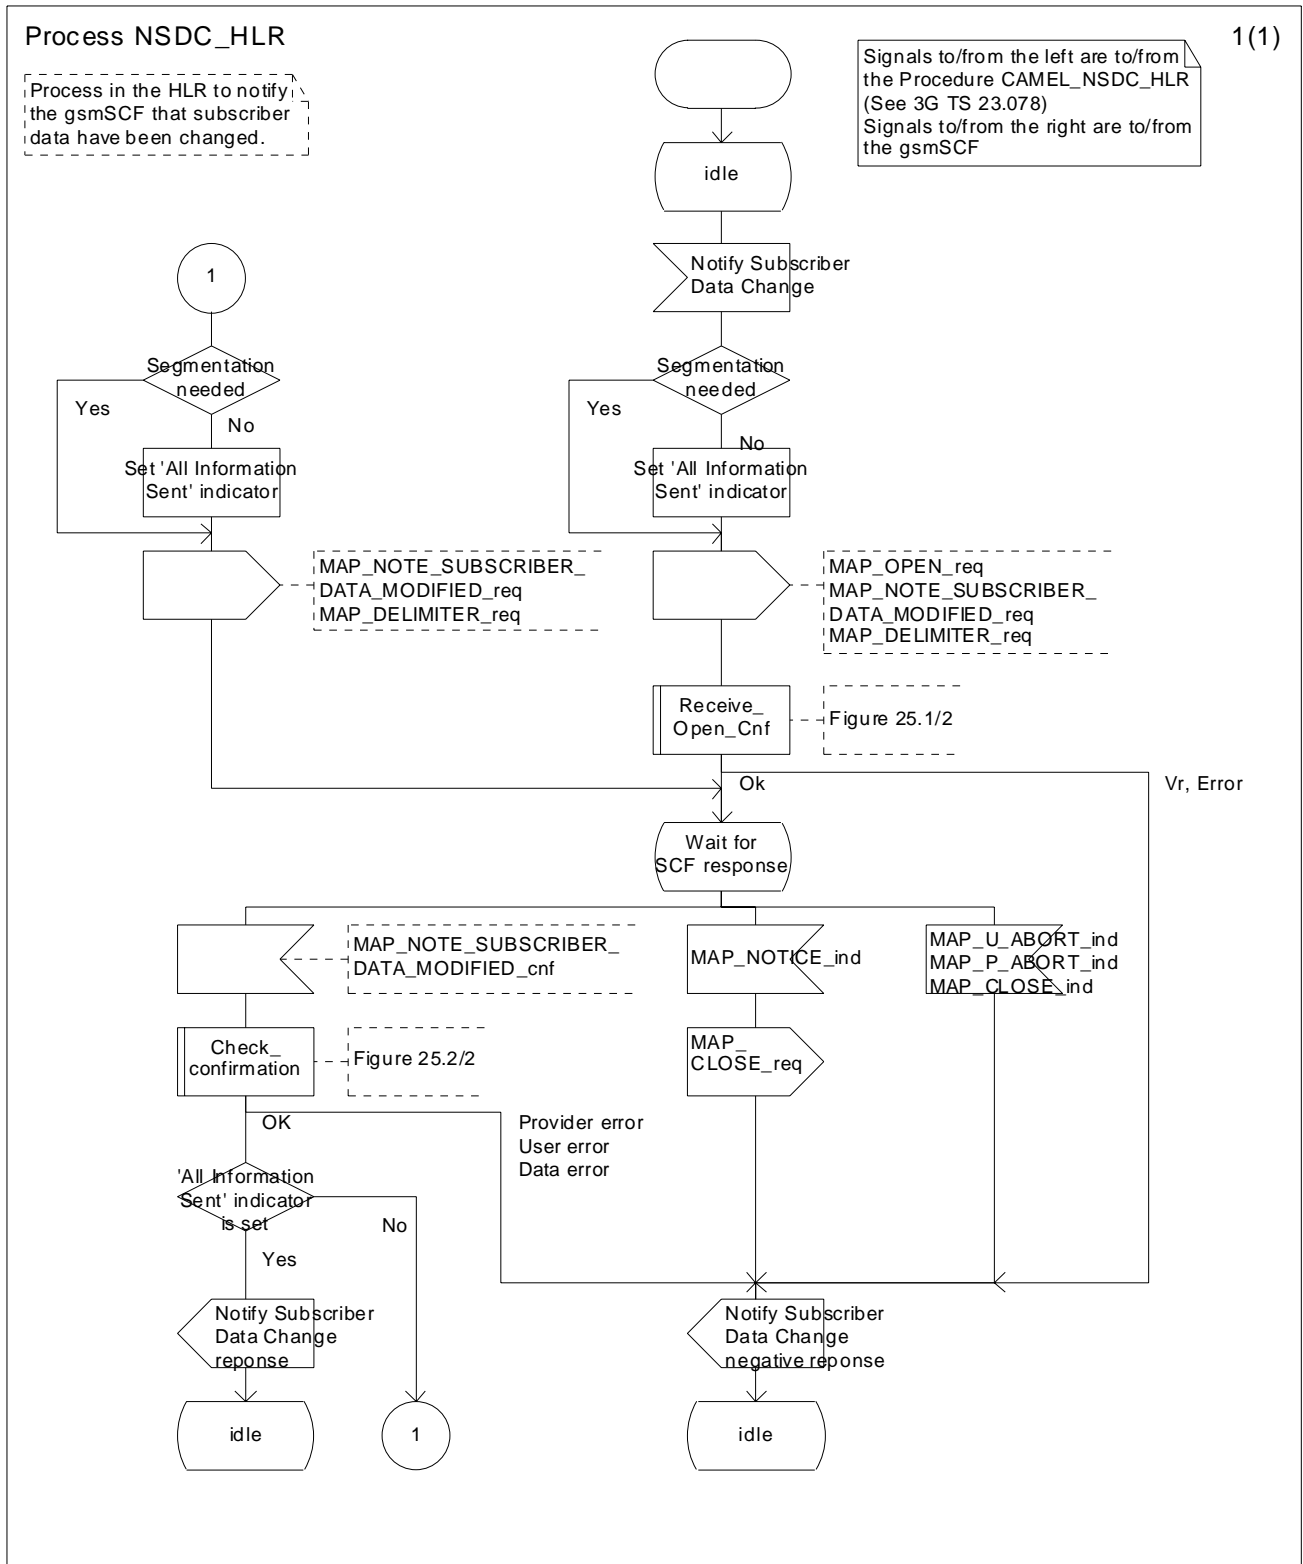 Process NSDC_HLR
1(1)
Process in the HLR to notify
the gsmSCF that subscriber
data have been changed.
Signals to/from the left are to/from
the Procedure CAMEL_NSDC_HLR
(See 3G TS 23.078)
Signals to/from the right are to/from
the gsmSCF
idle
Notify Subscriber
Data Change
1
Segmentation
needed
Yes
No
Set 'All Information
Sent' indicator
Segmentation
needed
Yes
No
Set 'All Information
Sent' indicator
MAP_NOTE_SUBSCRIBER_
DATA_MODIFIED_req
MAP_DELIMITER_req
MAP_OPEN_req
MAP_NOTE_SUBSCRIBER_
DATA_MODIFIED_req
MAP_DELIMITER_req
Receive_
Open_Cnf
Figure 25.1/2
Ok
Vr, Error
Wait for
SCF response
MAP_NOTE_SUBSCRIBER_
DATA_MODIFIED_cnf
MAP_NOTICE_ind
MAP_U_ABORT_ind
MAP_P_ABORT_ind
MAP_CLOSE_ind
Check_
confirmation
Figure 25.2/2
MAP_
CLOSE_req
OK
Provider error
User error
Data error
'All Information
Sent' indicator
is set
No
Yes
Notify Subscriber
Data Change
reponse
Notify Subscriber
Data Change
negative reponse
idle
1
idle